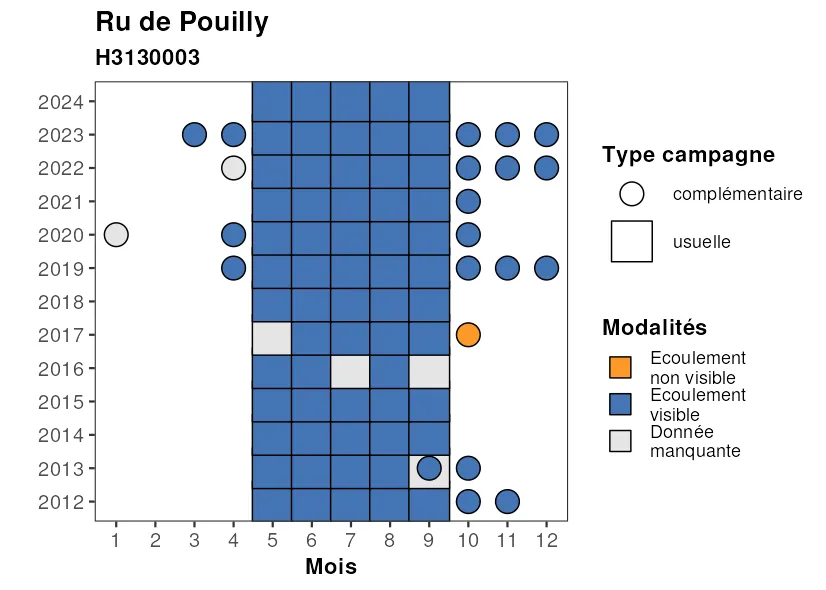 Ru de Pouilly
H3130003
2024
2023
2022
2021
2020
2019
2018
2017
2016
2015
2014
2013
2012
1 2 3 4 5 6 7 8 9 10 11 12
Mois
Type campagne
complémentaire
usuelle
Modalités
Ecoulement
non visible
Ecoulement
visible
Donnée
manquante